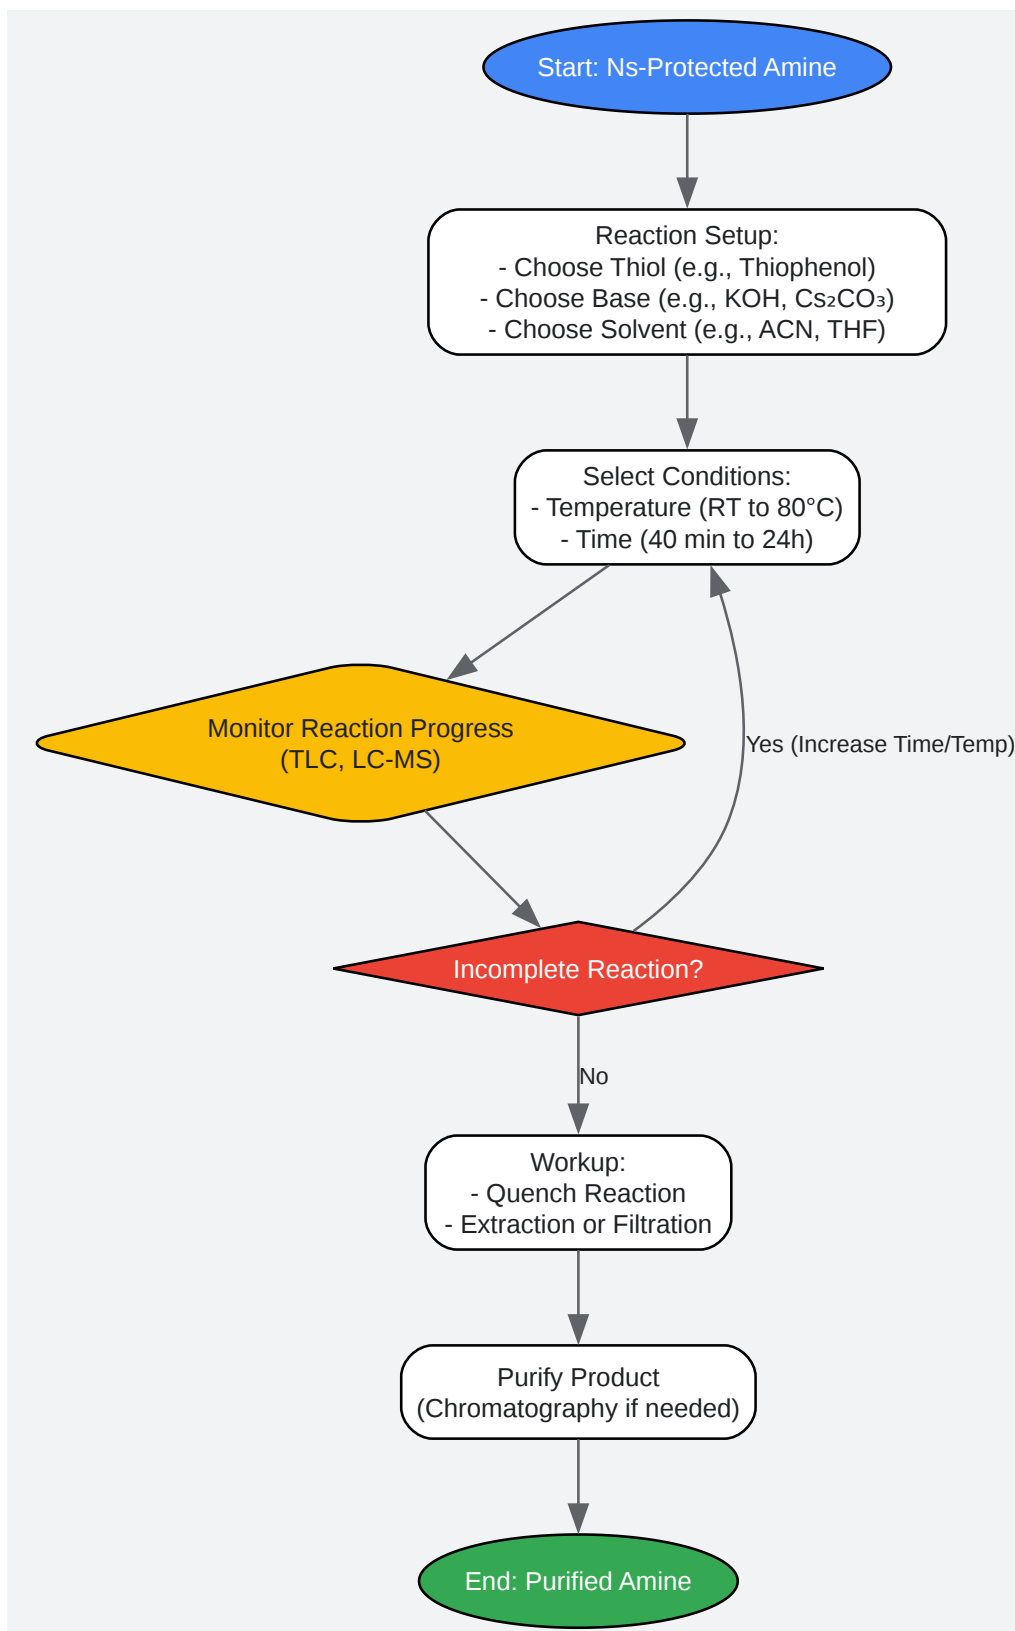 Start: Ns-Protected Amine
Reaction Setup:
- Choose Thiol (e.g., Thiophenol)
- Choose Base (e.g., KOH, Cs₂CO₃)
- Choose Solvent (e.g., ACN, THF)
Select Conditions:
- Temperature (RT to 80°C)
- Time (40 min to 24h)
Monitor Reaction Progress
(TLC, LC-MS)
Yes (Increase Time/Temp)
Incomplete Reaction?
No
Workup:
- Quench Reaction
- Extraction or Filtration
Purify Product
(Chromatography if needed)
End: Purified Amine